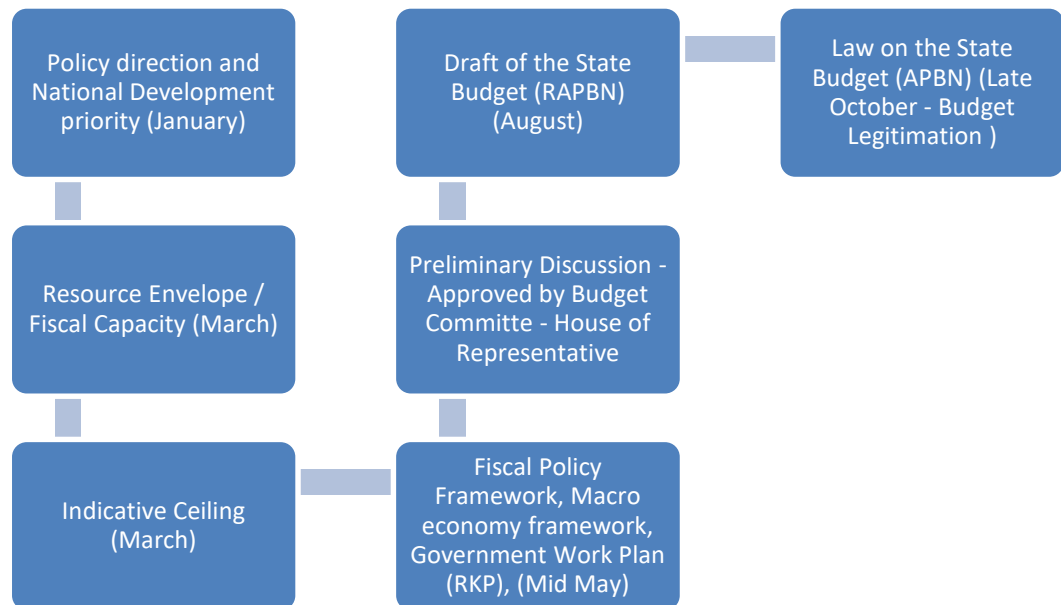 Policy direction and
National Development
priority (January)
Resource Envelope /
Fiscal Capacity (March)
Indicative Ceiling
(March)
Fiscal Policy
Framework, Macro
economy framework,
Government Work Plan
(RKP), (Mid May)
Preliminary Discussion -
Approved by Budget
Committe - House of
Representative
Draft of the State
Budget (RAPBN)
(August)
Law on the State
Budget (APBN) (Late
October - Budget
Legitimation )